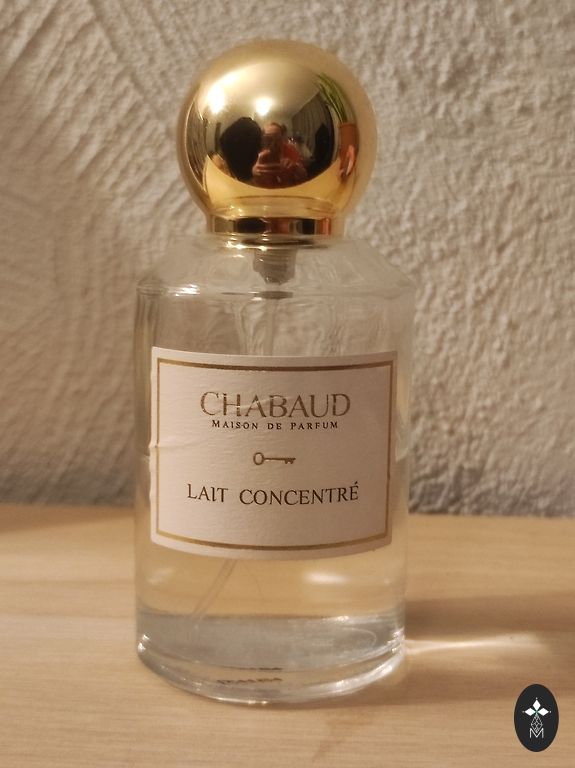 CHABAUD
MAISON DE PARFUM
LAIT CONCENTRÉ
M